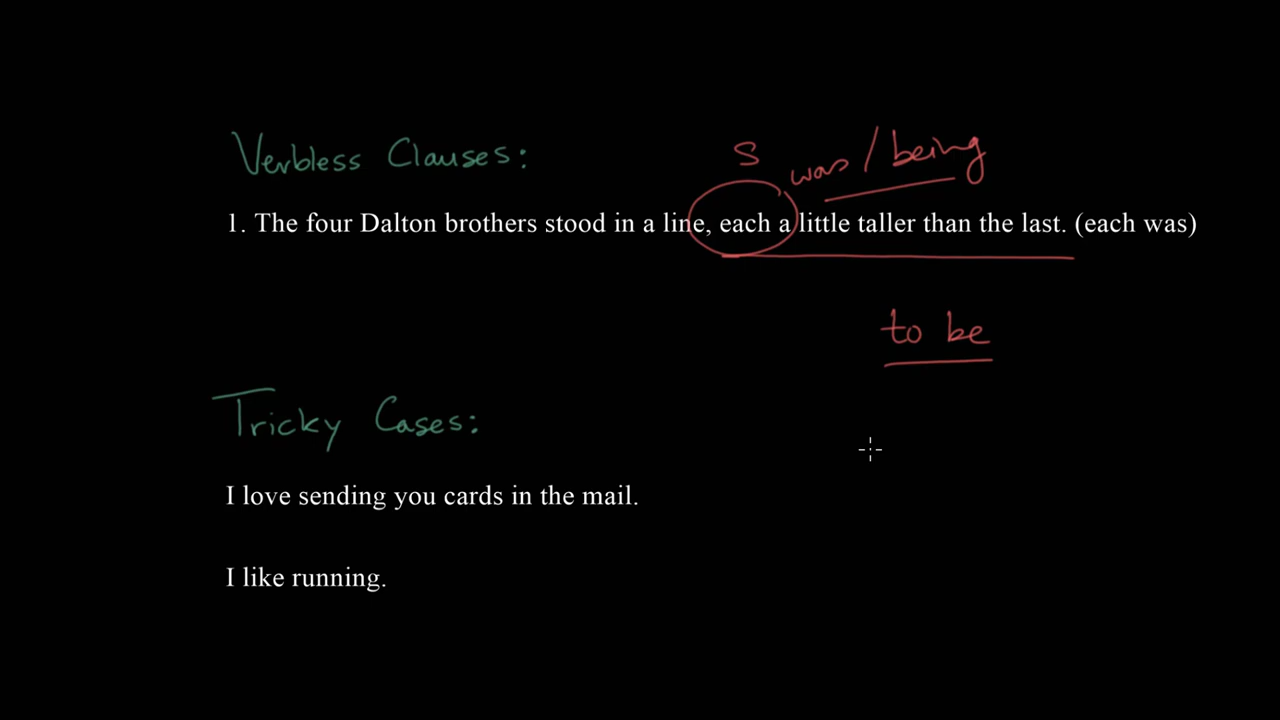 Verbless Clauses:
S was/being
1. The four Dalton brothers stood in a line, each a little taller than the last. (each was)
to be
Tricky Cases:
I love sending you cards in the mail.
I like running.